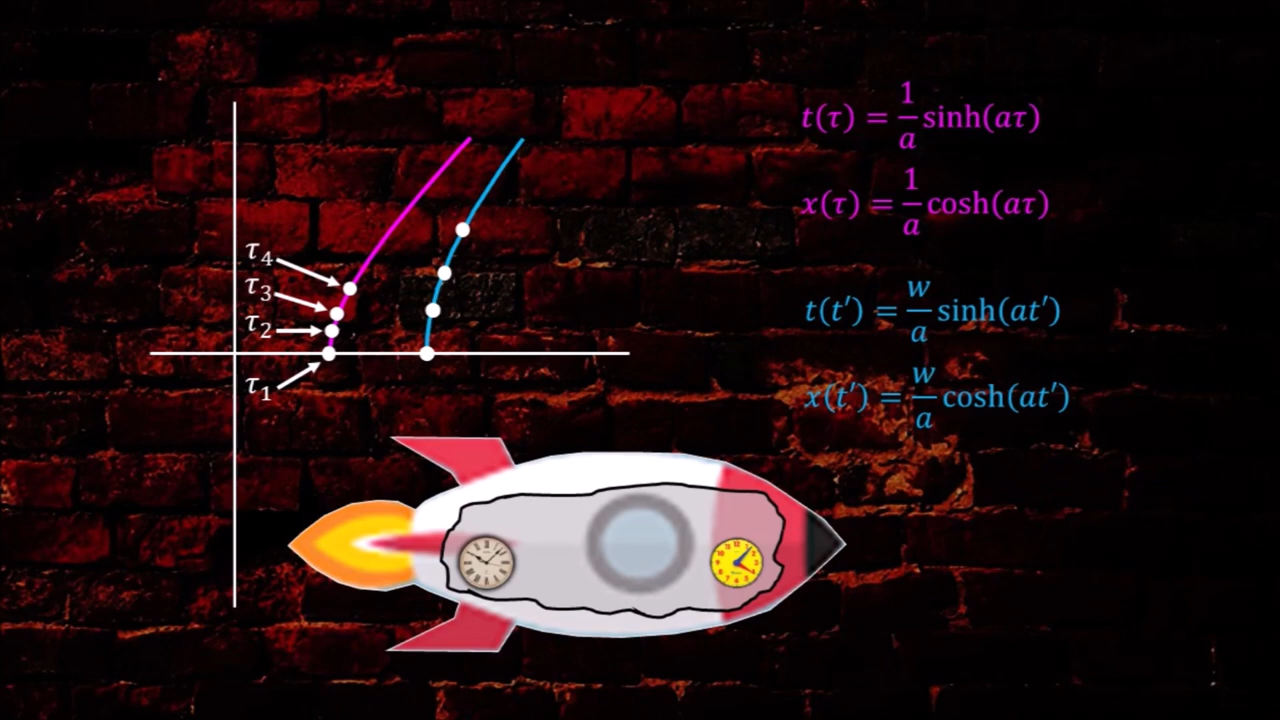 t(τ) = 1/a sinh(aτ)
x(τ) = 1/a cosh(aτ)
τ₄
τ₃
τ₂
τ₁
t(t′) = w/a sinh(at′)
x(t′) = w/a cosh(at′)